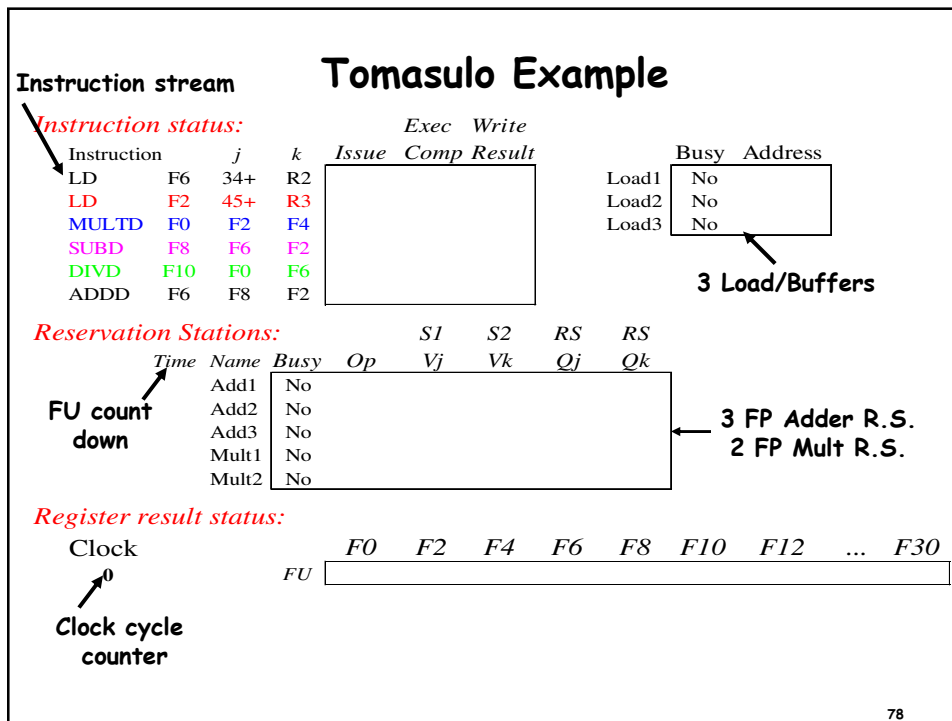 Tomasulo Example
Instruction stream
Instruction status:
Exec Write
Instruction j k Issue Comp Result Busy Address
LD F6 34+ R2 Load1 No
LD F2 45+ R3 Load2 No
MULTD F0 F2 F4 Load3 No
SUBD F8 F6 F2
DIVD F10 F0 F6
ADDD F6 F8 F2
3 Load/Buffers
Reservation Stations: S1 S2 RS RS
Time Name Busy Op Vj Vk Qj Qk
Add1 No
Add2 No
Add3 No
Mult1 No
Mult2 No
FU count
down
3 FP Adder R.S.
2 FP Mult R.S.
Register result status:
Clock F0 F2 F4 F6 F8 F10 F12 ... F30
0 FU
Clock cycle
counter
78